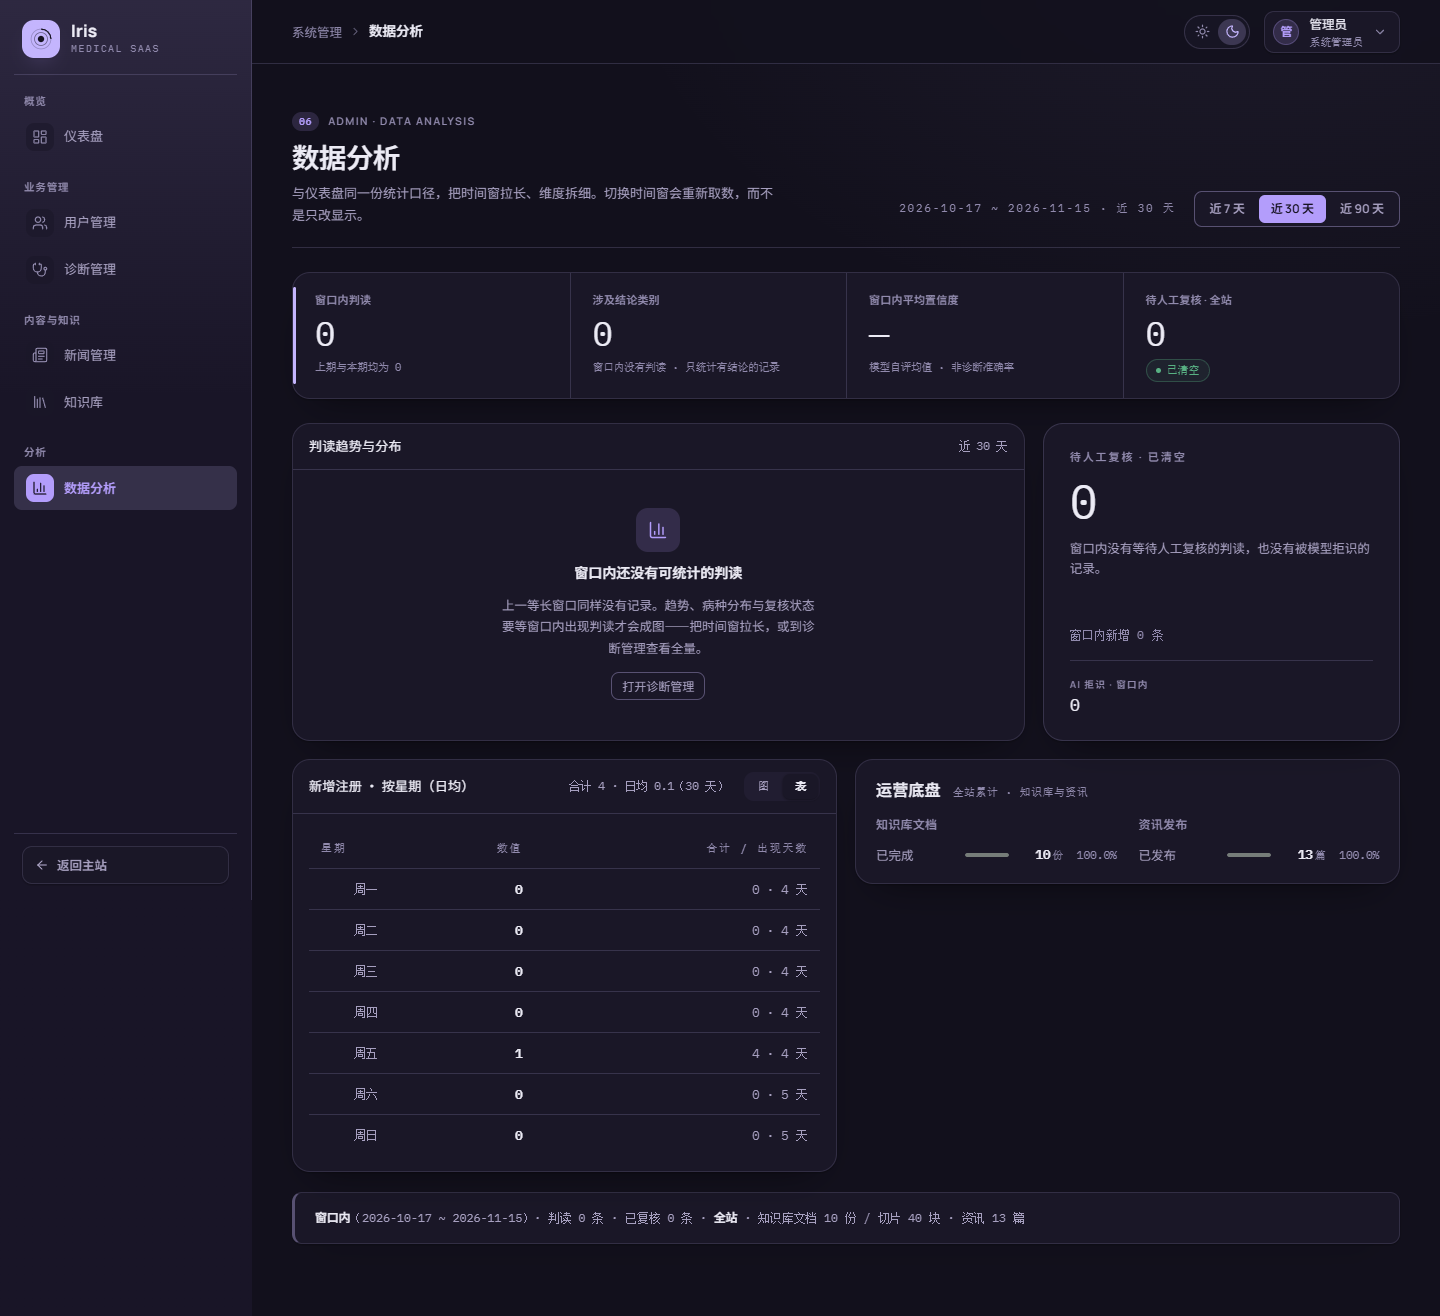 Iris
MEDICAL SAAS
概览
仪表盘
业务管理
用户管理
诊断管理
内容与知识
新闻管理
知识库
分析
数据分析
返回主站
系统管理 > 数据分析
管 管理员
系统管理员
06 ADMIN · DATA ANALYSIS
数据分析
与仪表盘同一份统计口径，把时间窗拉长、维度拆细。切换时间窗会重新取数，而不
是只改显示。
2026-10-17 ~ 2026-11-15 · 近 30 天
近 7 天 近 30 天 近 90 天
窗口内判读
0
上期与本期均为 0
涉及结论类别
0
窗口内没有判读 · 只统计有结论的记录
窗口内平均置信度
—
模型自评均值 · 非诊断准确率
待人工复核 · 全站
0
已清空
判读趋势与分布 近 30 天
窗口内还没有可统计的判读
上一等长窗口同样没有记录。趋势、病种分布与复核状态
要等窗口内出现判读才会成图——把时间窗拉长，或到诊
断管理查看全量。
打开诊断管理
待人工复核 · 已清空
0
窗口内没有等待人工复核的判读，也没有被模型拒识的
记录。
窗口内新增 0 条
AI 拒识 · 窗口内
0
新增注册 · 按星期（日均） 合计 4 · 日均 0.1（30 天） 图 表
星期 数值 合计 / 出现天数
周一 0 0 · 4 天
周二 0 0 · 4 天
周三 0 0 · 4 天
周四 0 0 · 4 天
周五 1 4 · 4 天
周六 0 0 · 5 天
周日 0 0 · 5 天
运营底盘 全站累计 · 知识库与资讯
知识库文档
已完成 10 份 100.0%
资讯发布
已发布 13 篇 100.0%
窗口内（2026-10-17 ~ 2026-11-15）· 判读 0 条 · 已复核 0 条 · 全站 · 知识库文档 10 份 / 切片 40 块 · 资讯 13 篇